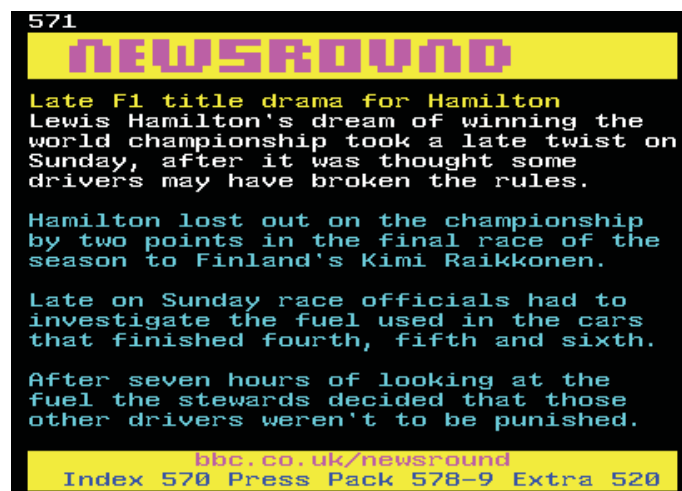 571
NEWSROUND
Late F1 title drama for Hamilton
Lewis Hamilton's dream of winning the
world championship took a late twist on
Sunday, after it was thought some
drivers may have broken the rules.
Hamilton lost out on the championship
by two points in the final race of the
season to Finland's Kimi Raikkonen.
Late on Sunday race officials had to
investigate the fuel used in the cars
that finished fourth, fifth and sixth.
After seven hours of looking at the
fuel the stewards decided that those
other drivers weren't to be punished.
bbc.co.uk/newsround
Index 570 Press Pack 578-9 Extra 520